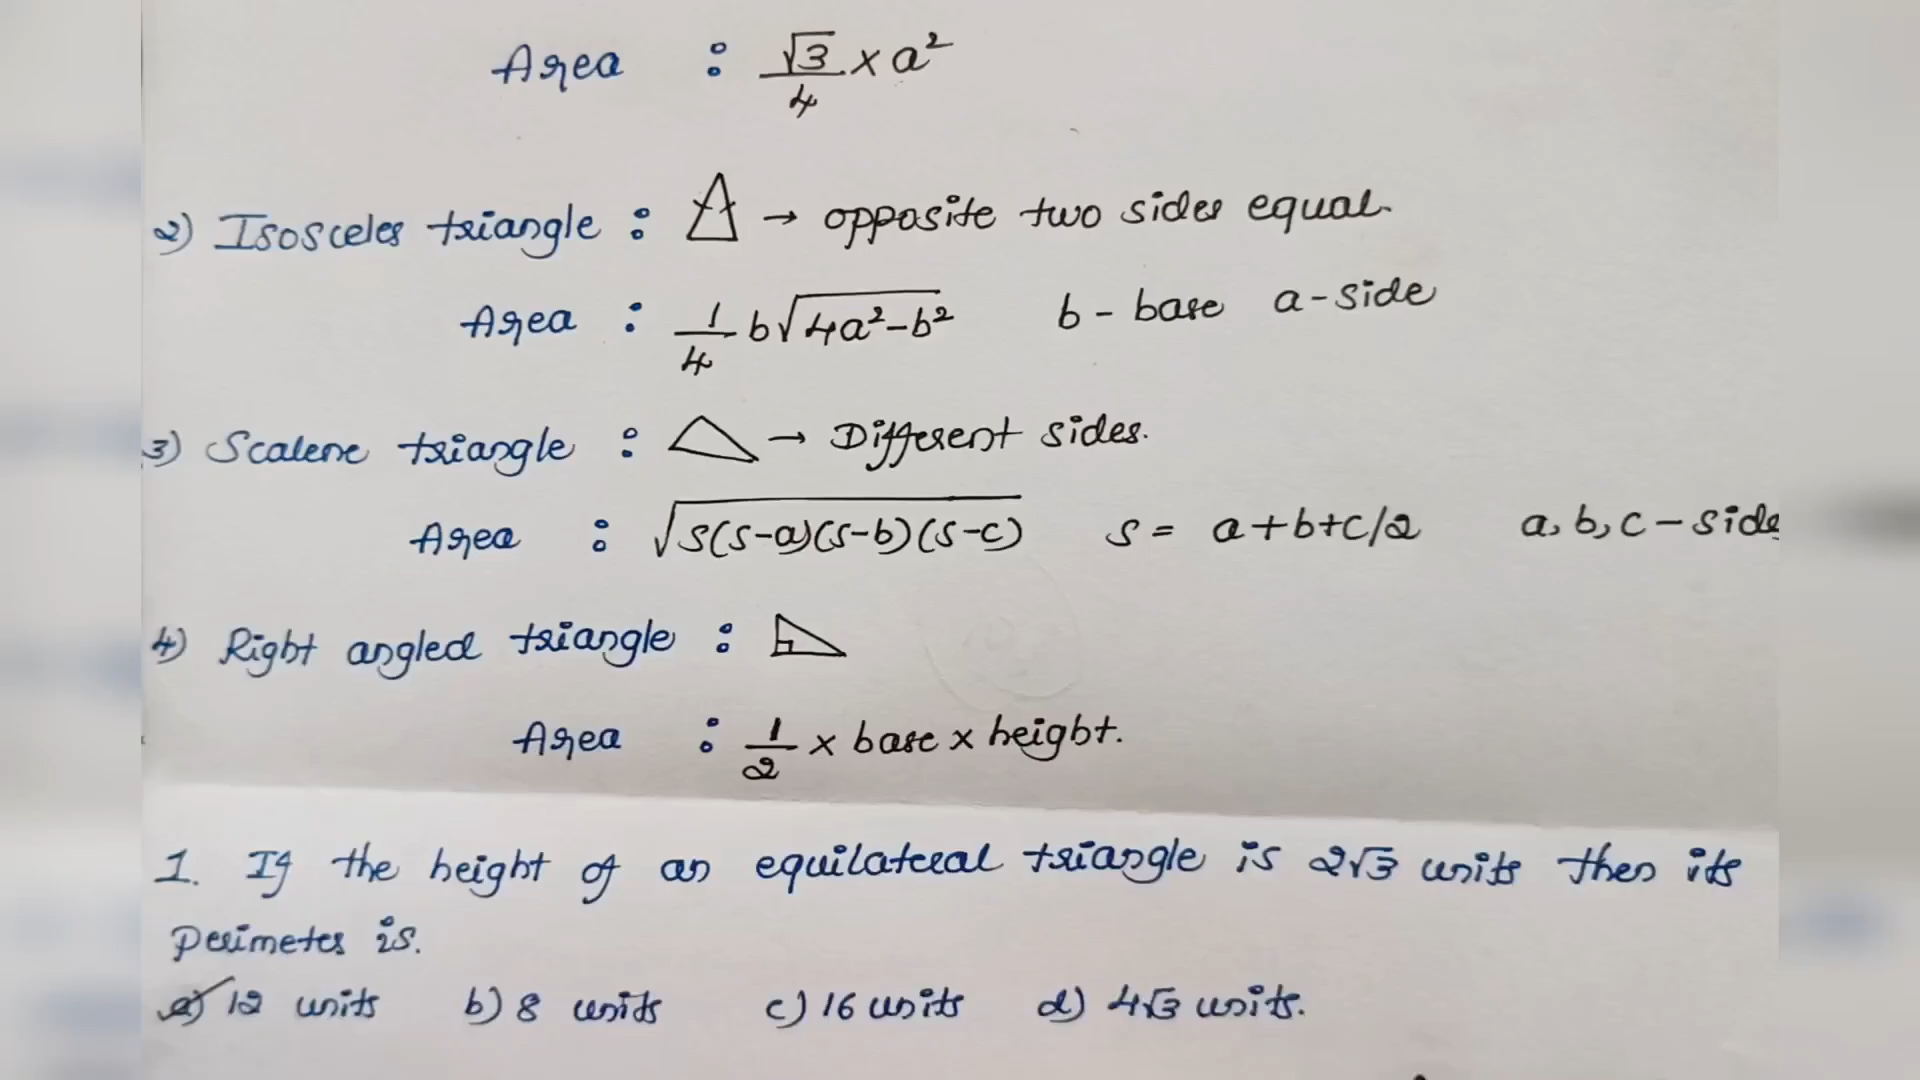 Area : √3/4 × a²
2) Isosceles triangle : → opposite two sides equal.
Area : 1/4 b√4a²-b² b - base a-side
3) Scalene triangle : → Different sides.
Area : √s(s-a)(s-b)(s-c) s = a+b+c/2 a, b, c - side
4) Right angled triangle :
Area : 1/2 × base × height.
1. If the height of an equilateral triangle is 2√3 units then its
Perimeter is.
a) 12 units b) 8 units c) 16 units d) 4√3 units.